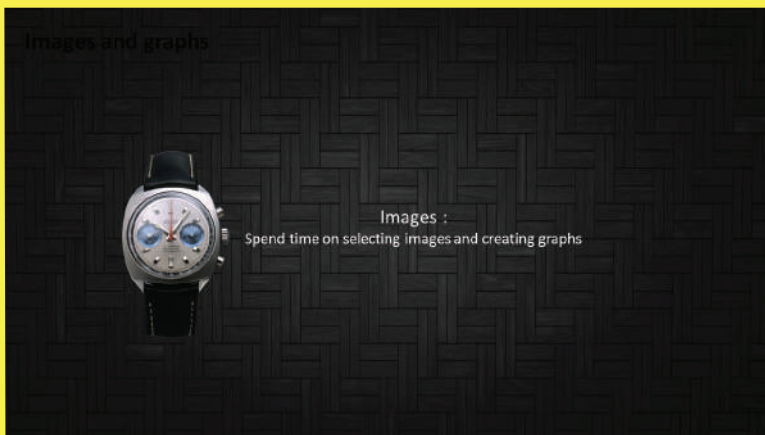 Images and graphs
Images :
Spend time on selecting images and creating graphs